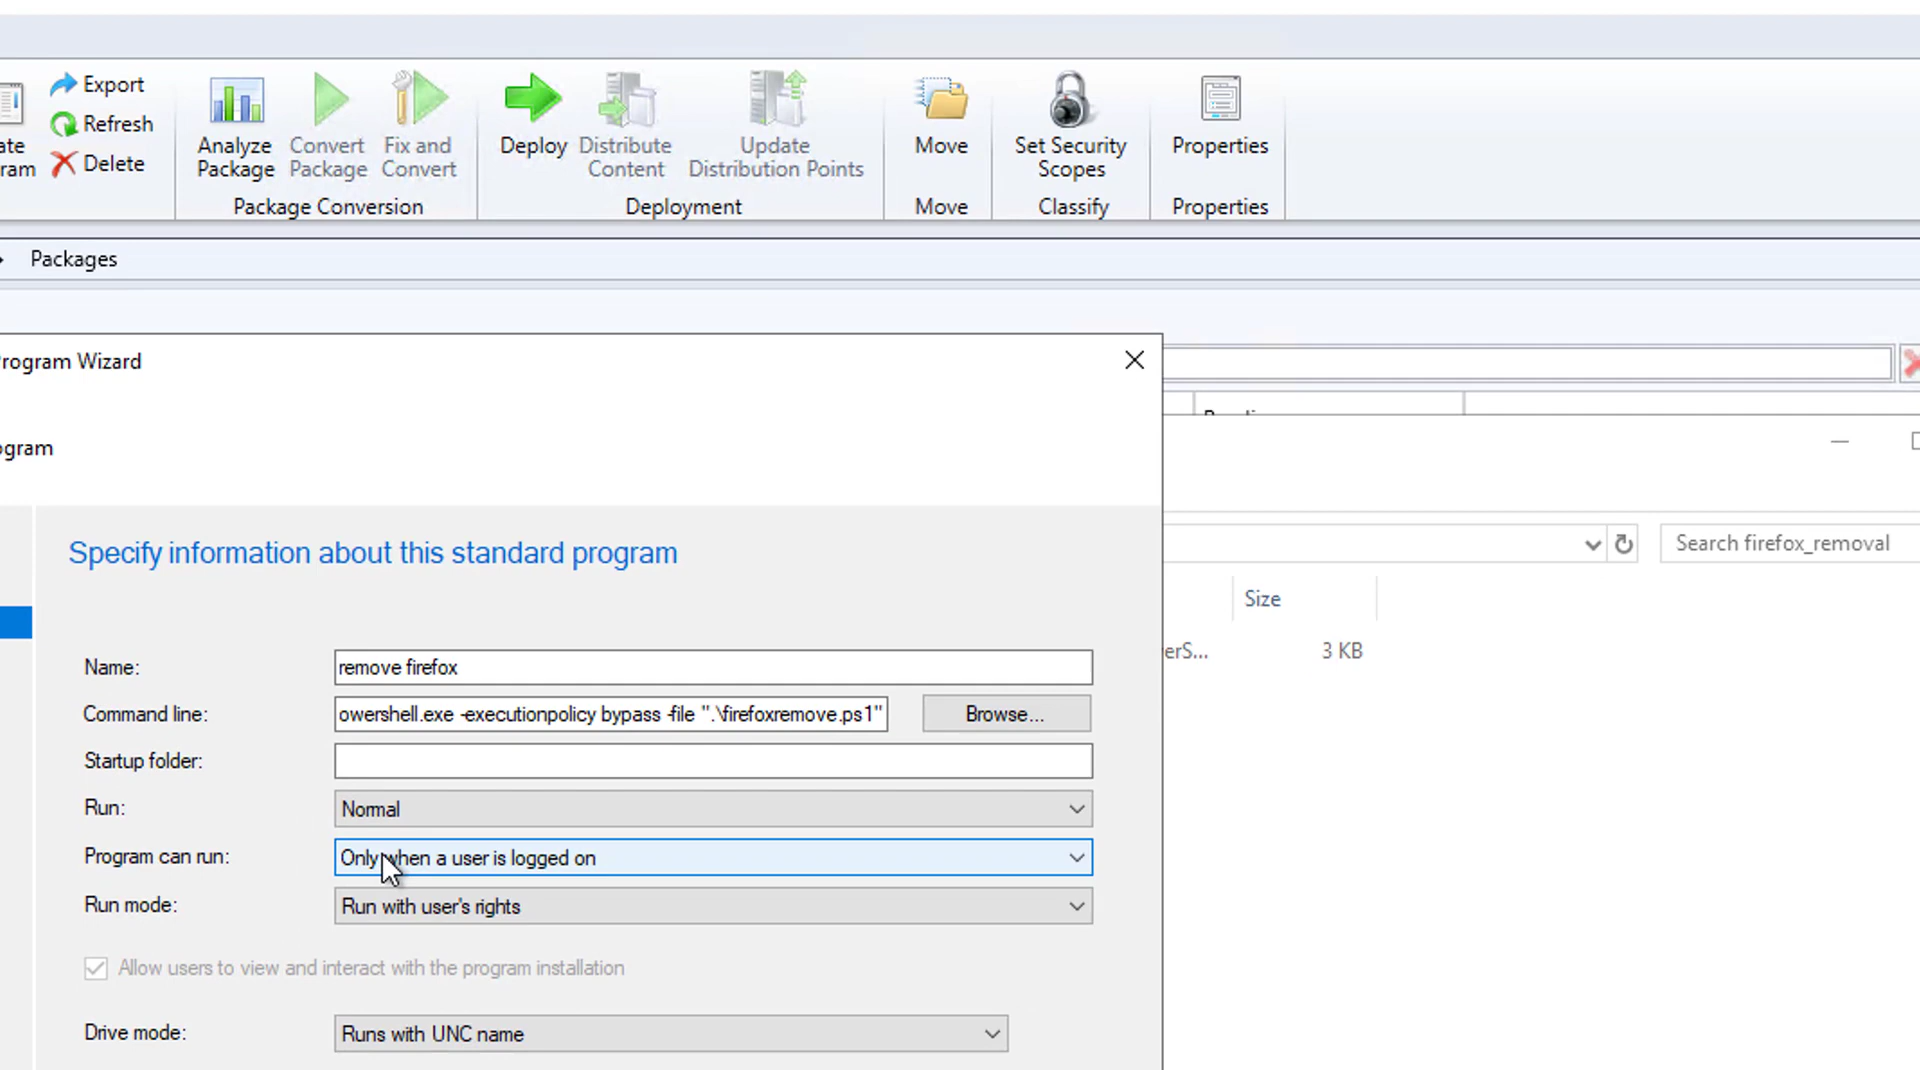 Export
Refresh
Delete
Analyze
Package
Convert
Package
Fix and
Convert
Package Conversion
Deploy
Distribute
Content
Update
Distribution Points
Deployment
Move
Move
Set Security
Scopes
Classify
Properties
Properties
Packages
rogram Wizard
ogram
Search firefox_removal
Specify information about this standard program
Size
erS...
3 KB
Name:
remove firefox
Command line:
owershell.exe -executionpolicy bypass -file ".\firefoxremove.ps1"
Browse...
Startup folder:
Run:
Normal
Program can run:
Only when a user is logged on
Run mode:
Run with user's rights
Allow users to view and interact with the program installation
Drive mode:
Runs with UNC name